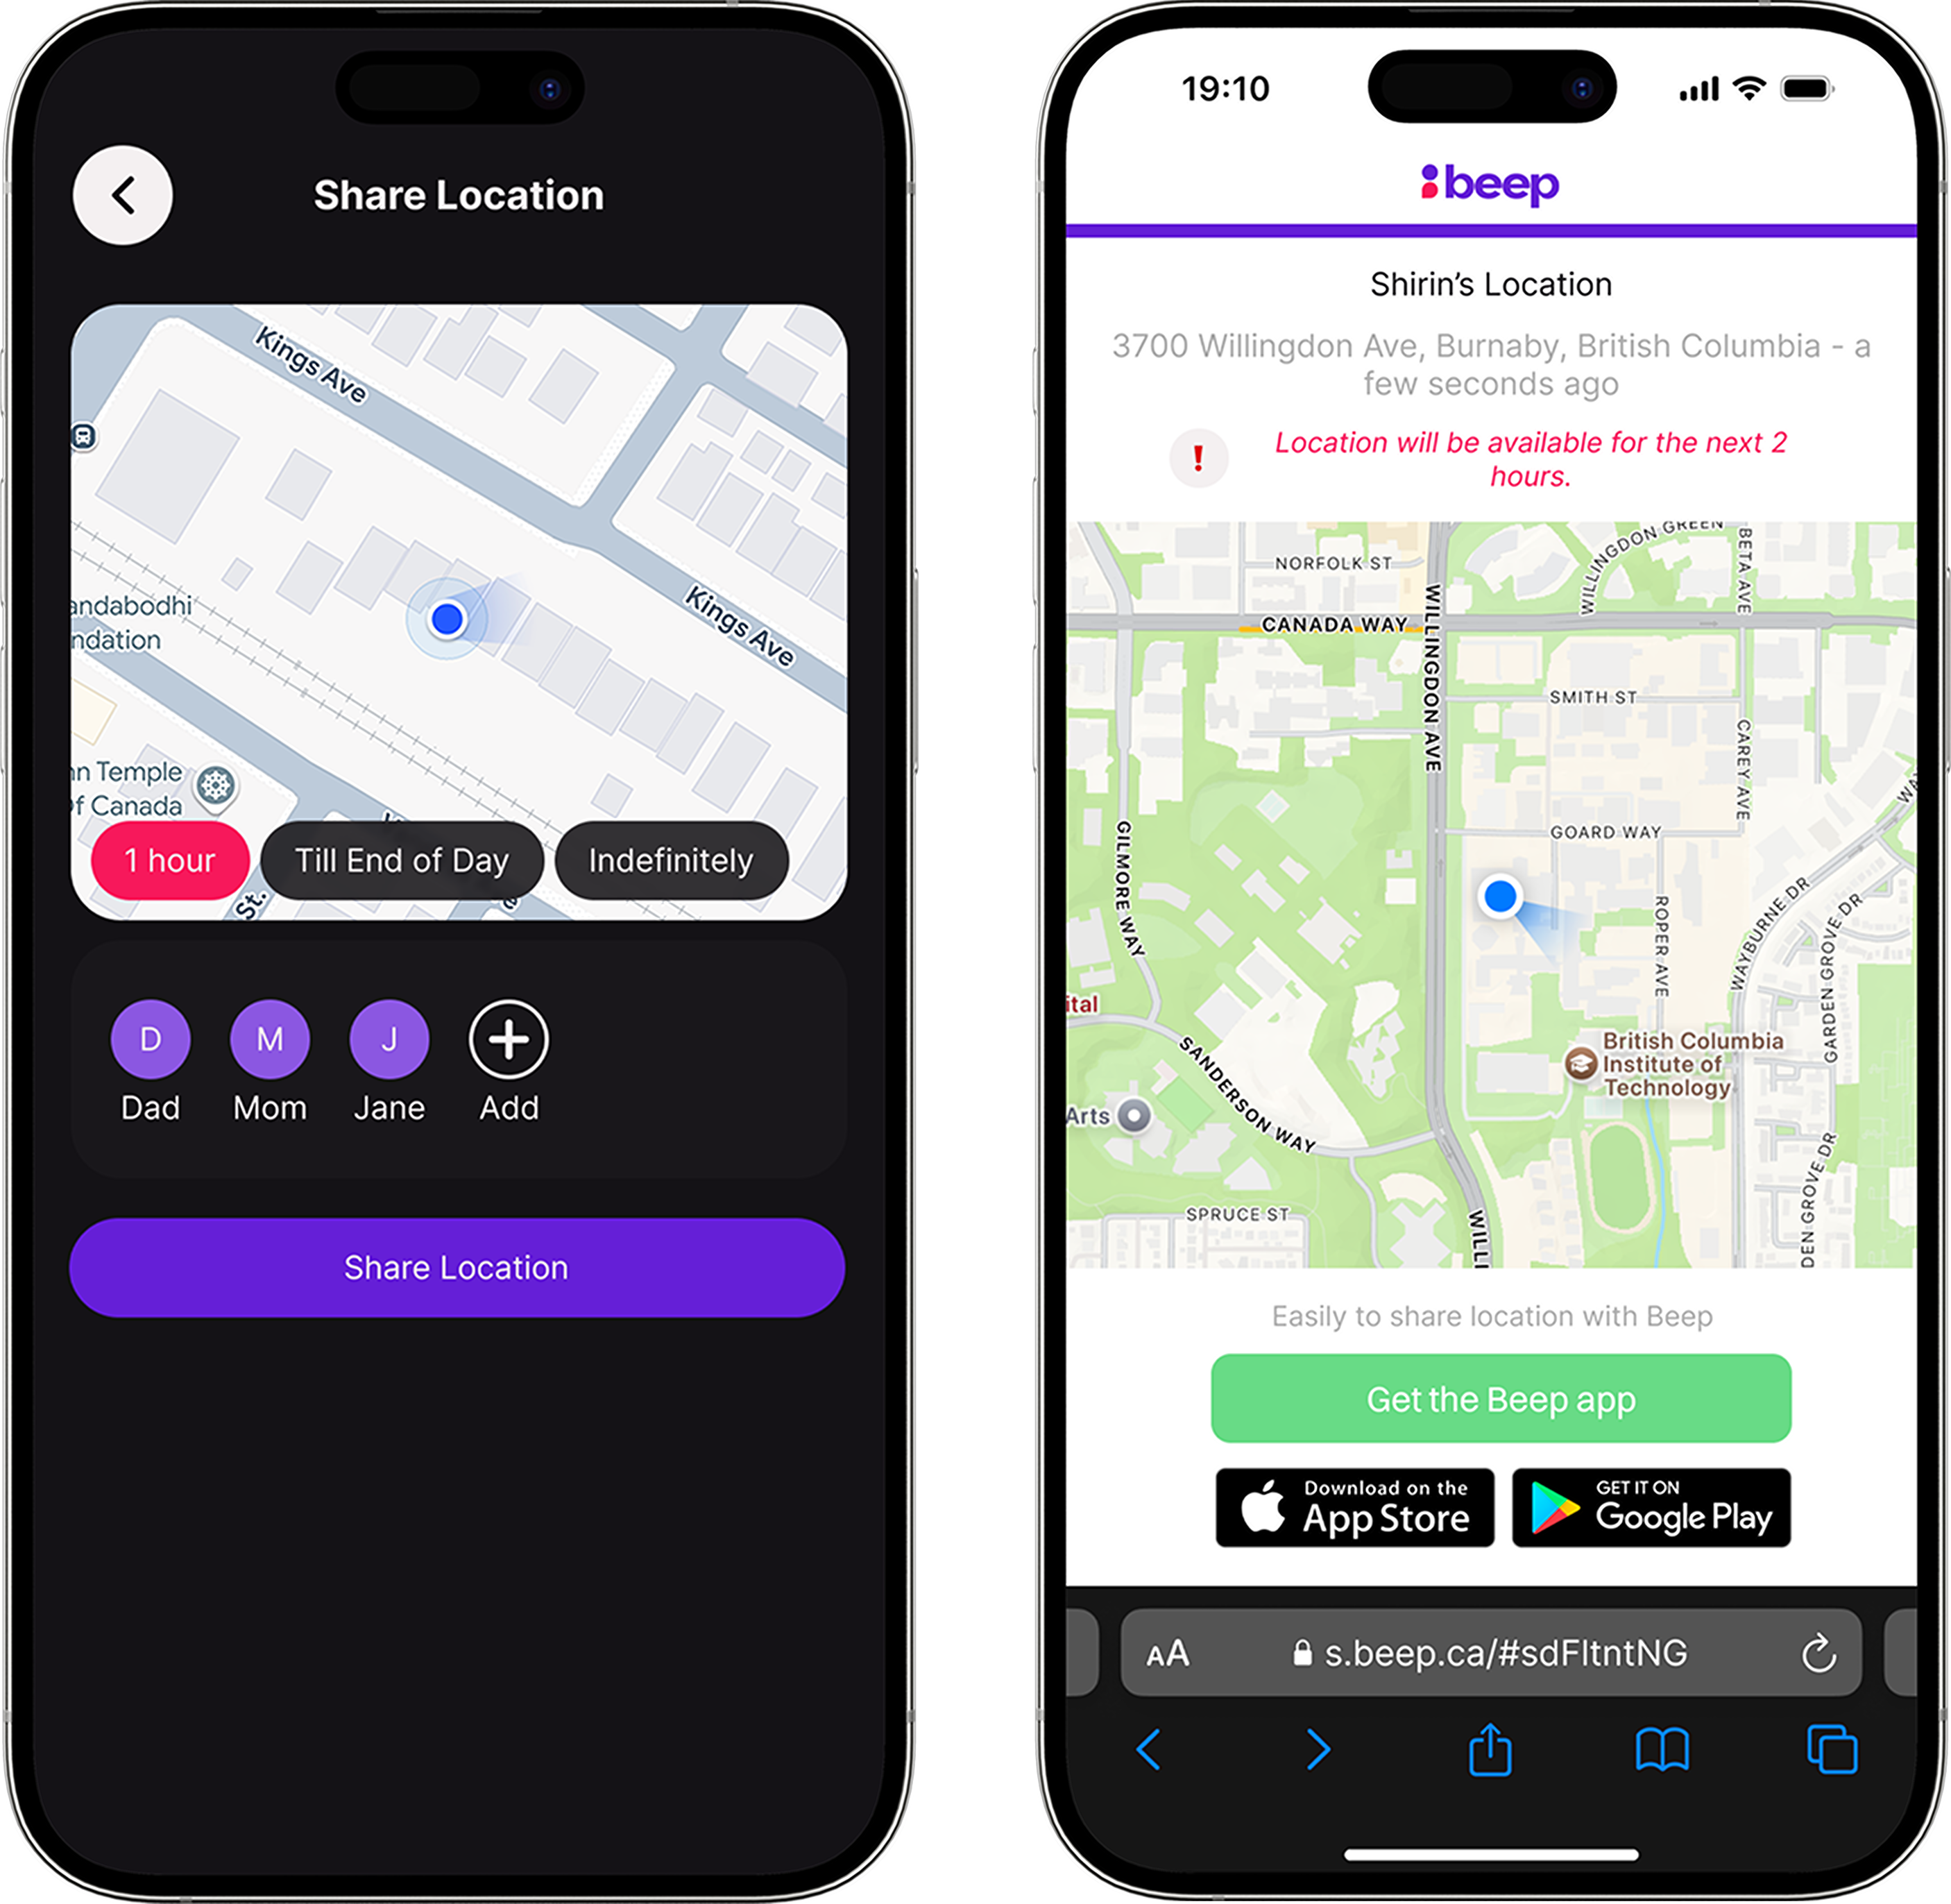 Share Location
Kings Ave
Kings Ave
andabodhi
ndation
nn Temple
Of Canada
St.
1 hour
Till End of Day
Indefinitely
D
M
J
Dad
Mom
Jane
Add
Share Location
19:10
beep
Shirin’s Location
3700 Willingdon Ave, Burnaby, British Columbia - a
few seconds ago
!
Location will be available for the next 2
hours.
NORFOLK ST
WILLINGDON GREEN
BETA AVE
CANADA WAY
WILLINGDON AVE
SMITH ST
CAREY AVE
WA
GILMORE WAY
GOARD WAY
ROPER AVE
WAYBURNE DR
GARDEN GROVE DR
ital
British Columbia
Institute of
Technology
SANDERSON WAY
Arts
DEN GROVE DR
SPRUCE ST
WILLI
Easily to share location with Beep
Get the Beep app
Download on the
App Store
GET IT ON
Google Play
AA
s.beep.ca/#sdFItntNG